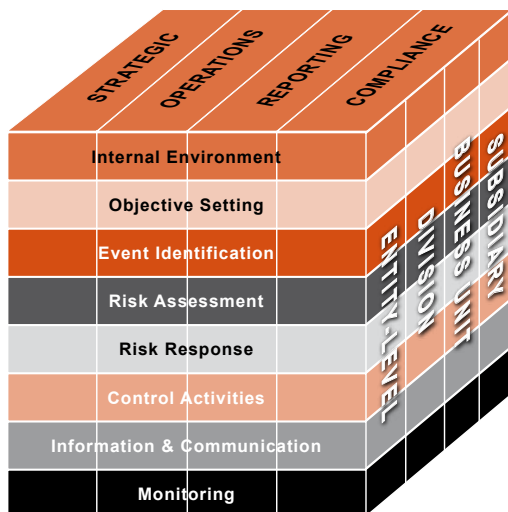 STRATEGIC
OPERATIONS
REPORTING
COMPLIANCE
Internal Environment
Objective Setting
Event Identification
Risk Assessment
Risk Response
Control Activities
Information & Communication
Monitoring
ENTITY-LEVEL
DIVISION
BUSINESS UNIT
SUBSIDIARY